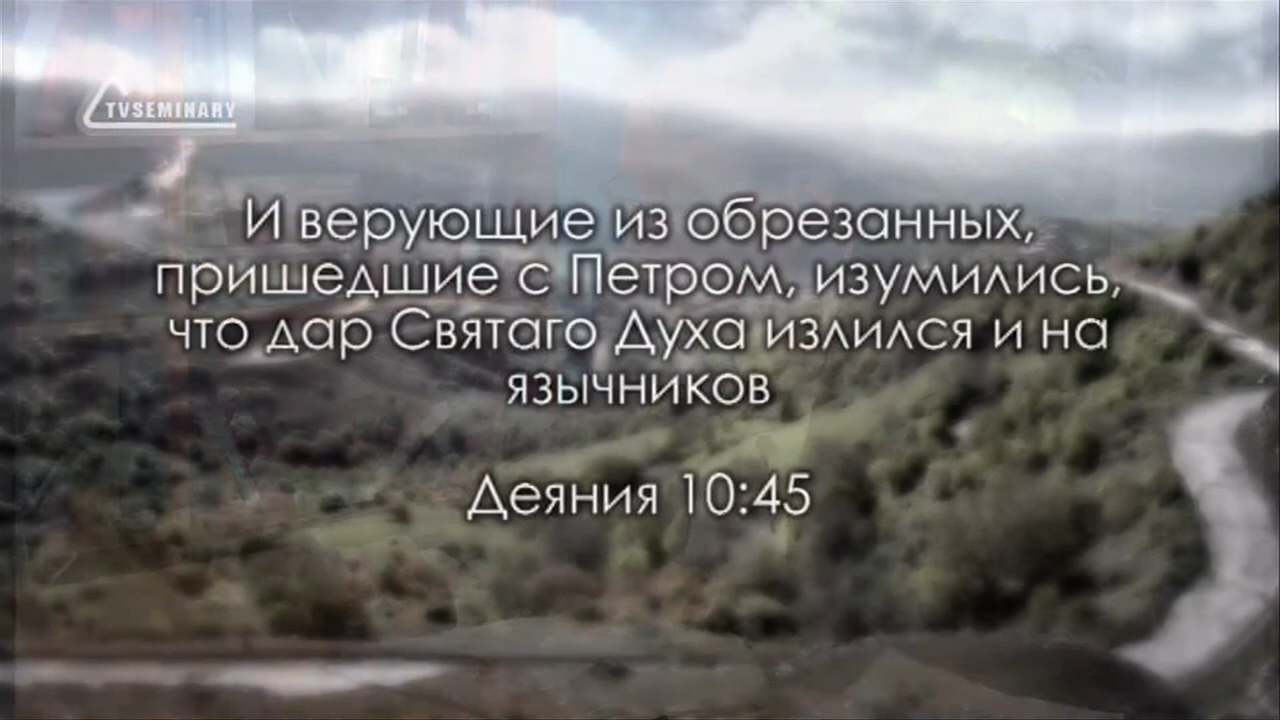 TVSEMINARY
И верующие из обрезанных,
пришедшие с Петром, изумились,
что дар Святаго Духа излился и на
язычников
Деяния 10:45